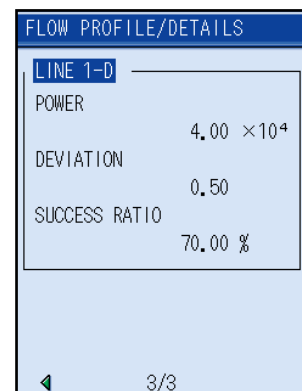 FLOW PROFILE/DETAILS
LINE 1-D
POWER
4.00 ×10⁴
DEVIATION
0.50
SUCCESS RATIO
70.00 %
3/3